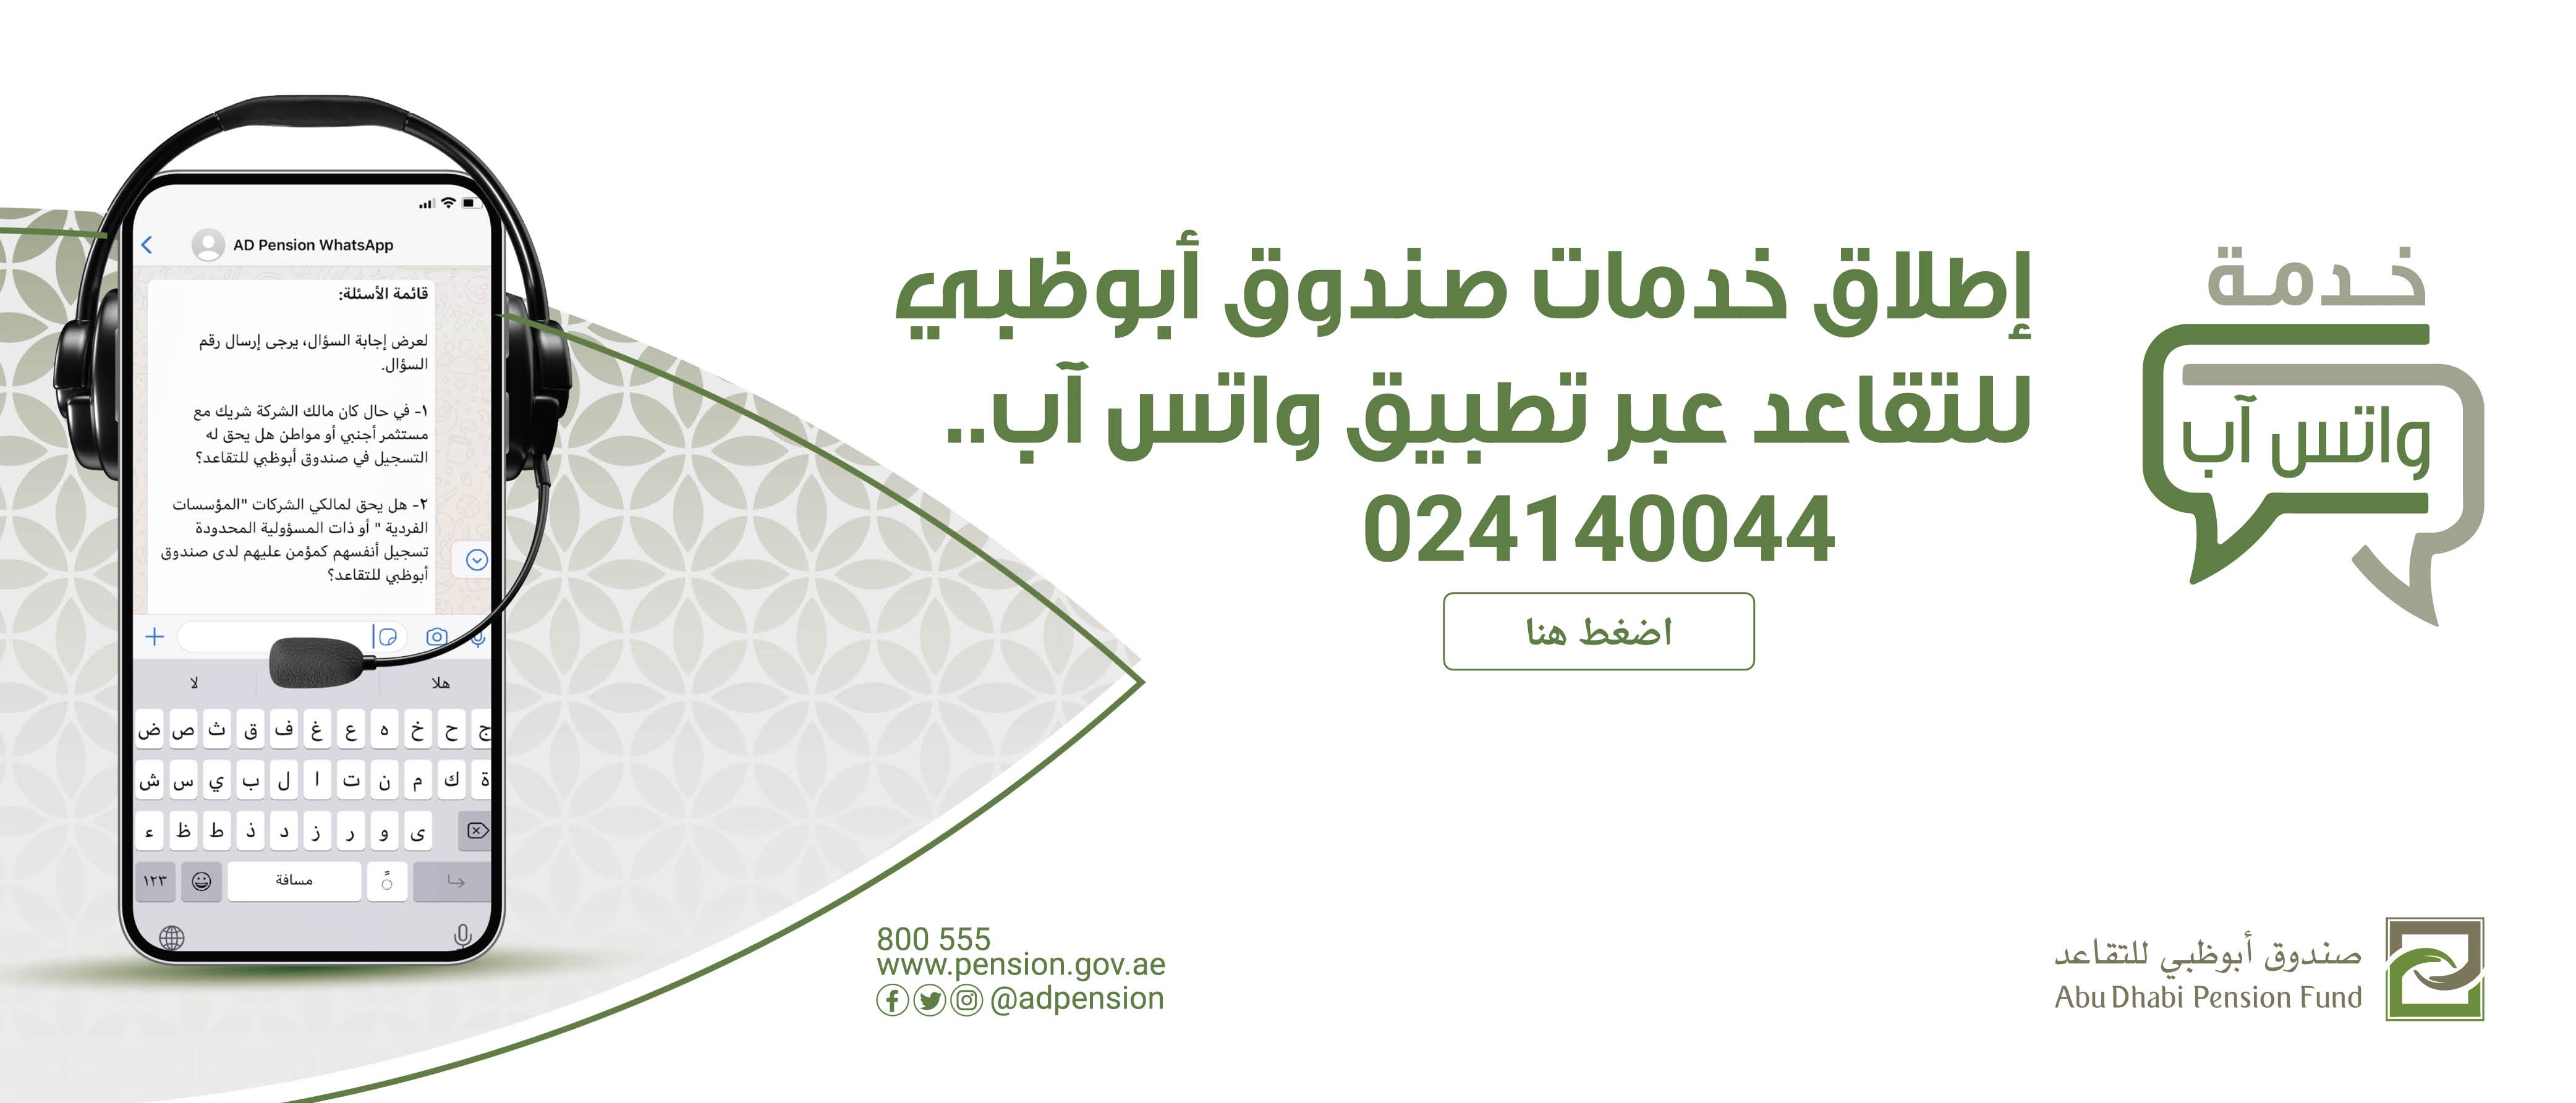 خدمة
واتس آب
إطلاق خدمات صندوق أبوظبي
للتقاعد عبر تطبيق واتس آب..
024140044
اضغط هنا
AD Pension WhatsApp
قائمة الأسئلة:
لعرض إجابة السؤال، يرجى إرسال رقم
السؤال.
١- في حال كان مالك الشركة شريك مع
مستثمر أجنبي أو مواطن هل يحق له
التسجيل في صندوق أبوظبي للتقاعد؟
٢- هل يحق لمالكي الشركات "المؤسسات
الفردية " أو ذات المسؤولية المحدودة
تسجيل أنفسهم كمؤمن عليهم لدى صندوق
أبوظبي للتقاعد؟
هلا لا
ج ح خ ه ع غ ف ق ث ص ض
ة ك م ن ت ا ل ب ي س ش
ى و ر ز د ذ ط ظ ء
مسافة ١٢٣
800 555
www.pension.gov.ae
@adpension
صندوق أبوظبي للتقاعد
Abu Dhabi Pension Fund